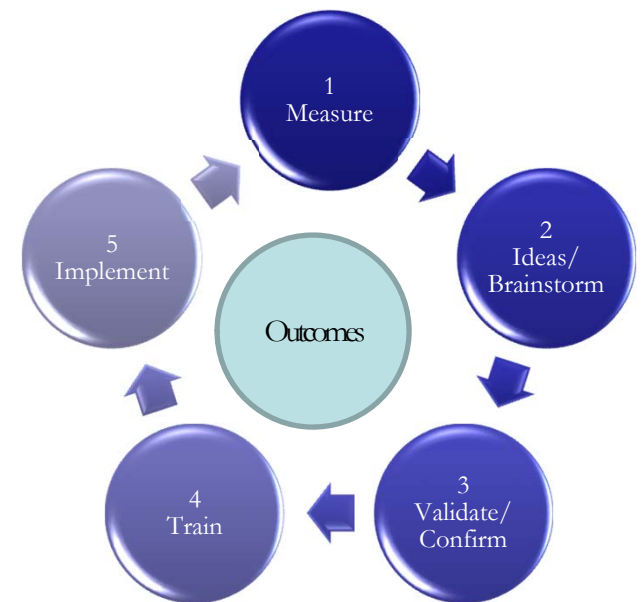 1
Measure
2
Ideas/
Brainstorm
3
Validate/
Confirm
4
Train
5
Implement
Outcomes